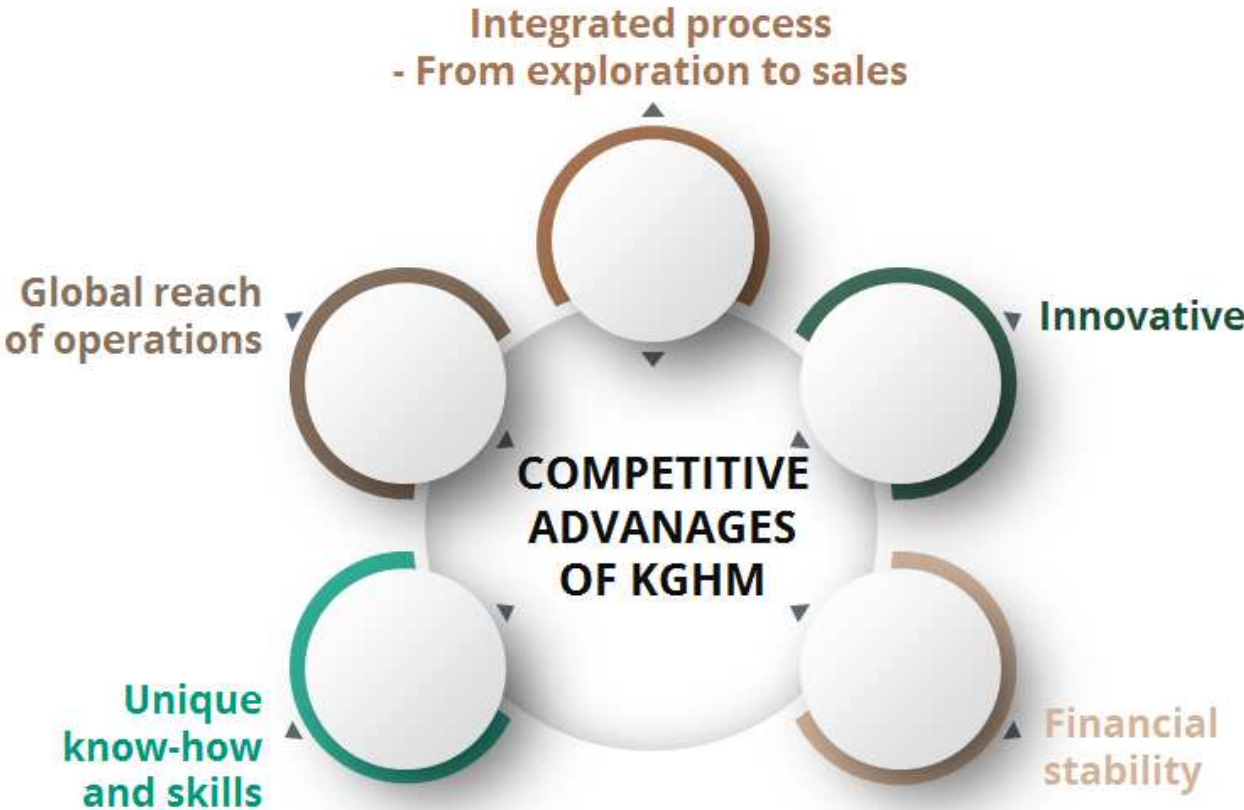 Integrated process
- From exploration to sales
Global reach
of operations
Innovative
COMPETITIVE
ADVANAGES
OF KGHM
Unique
know-how
and skills
Financial
stability